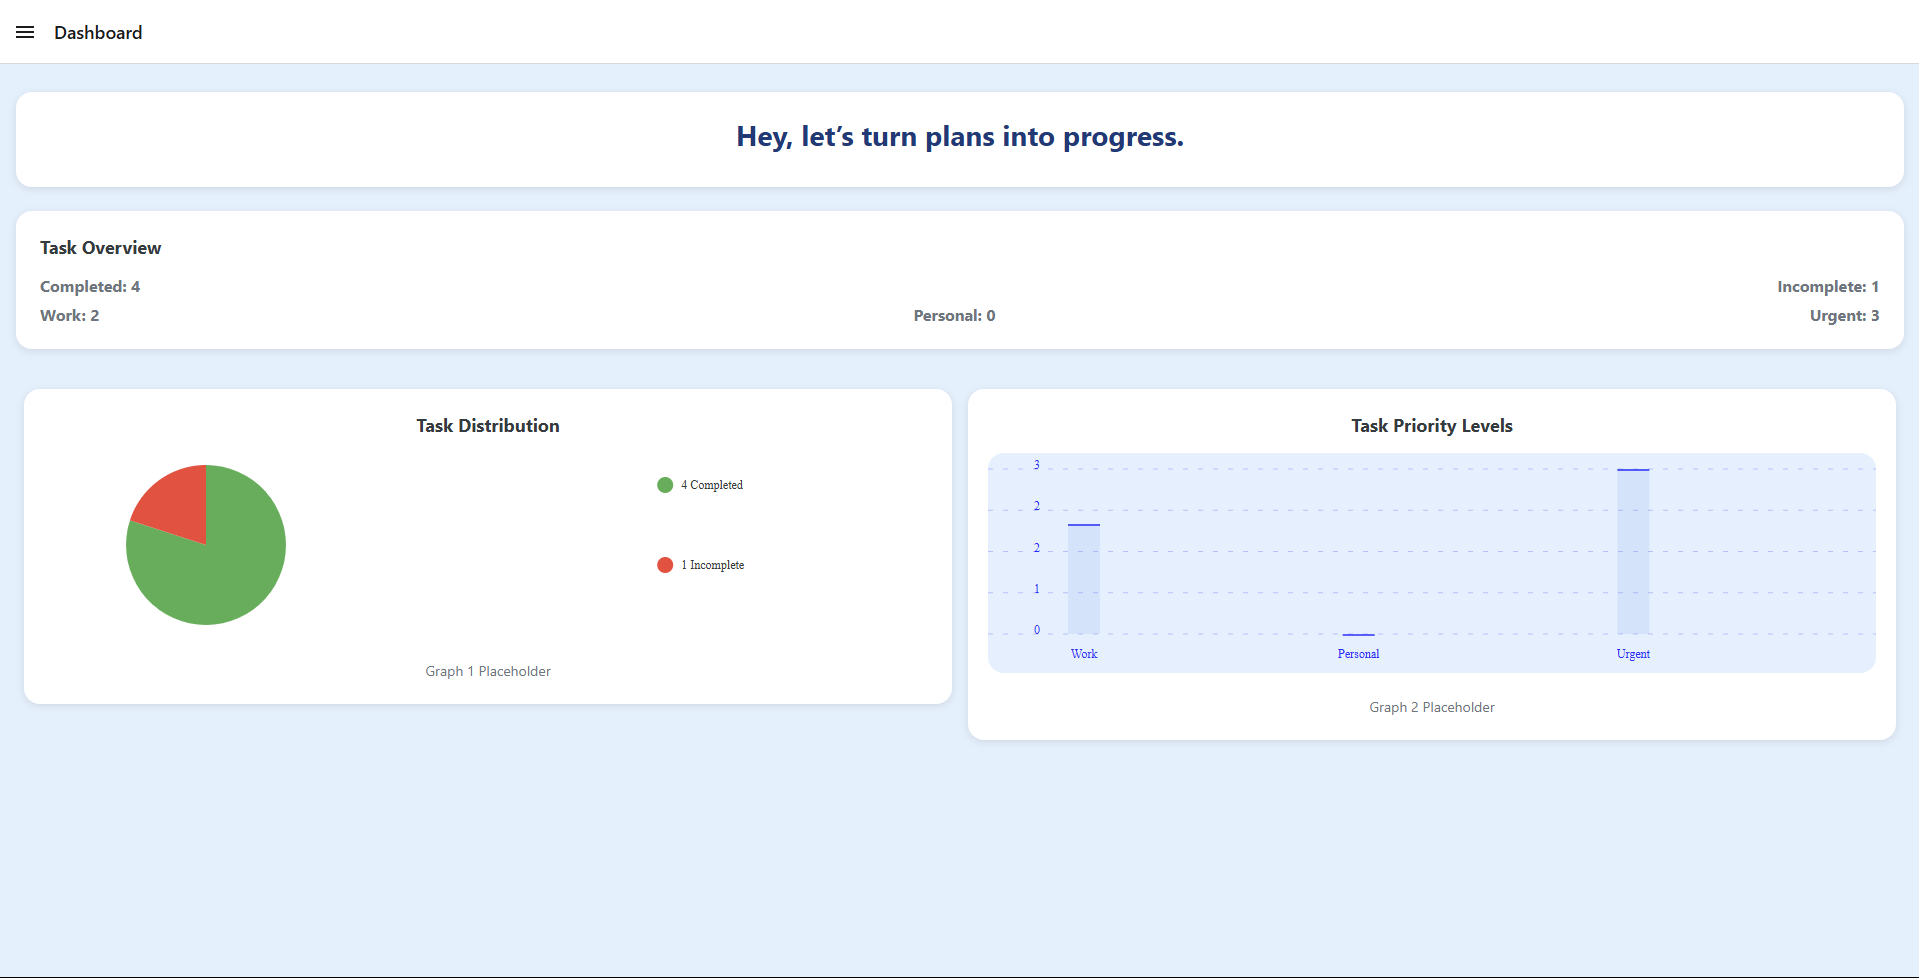 Dashboard
Hey, let’s turn plans into progress.
Task Overview
Completed: 4
Incomplete: 1
Work: 2
Personal: 0
Urgent: 3
Task Distribution
4 Completed
1 Incomplete
Graph 1 Placeholder
Task Priority Levels
3
2
2
1
0
Work
Personal
Urgent
Graph 2 Placeholder